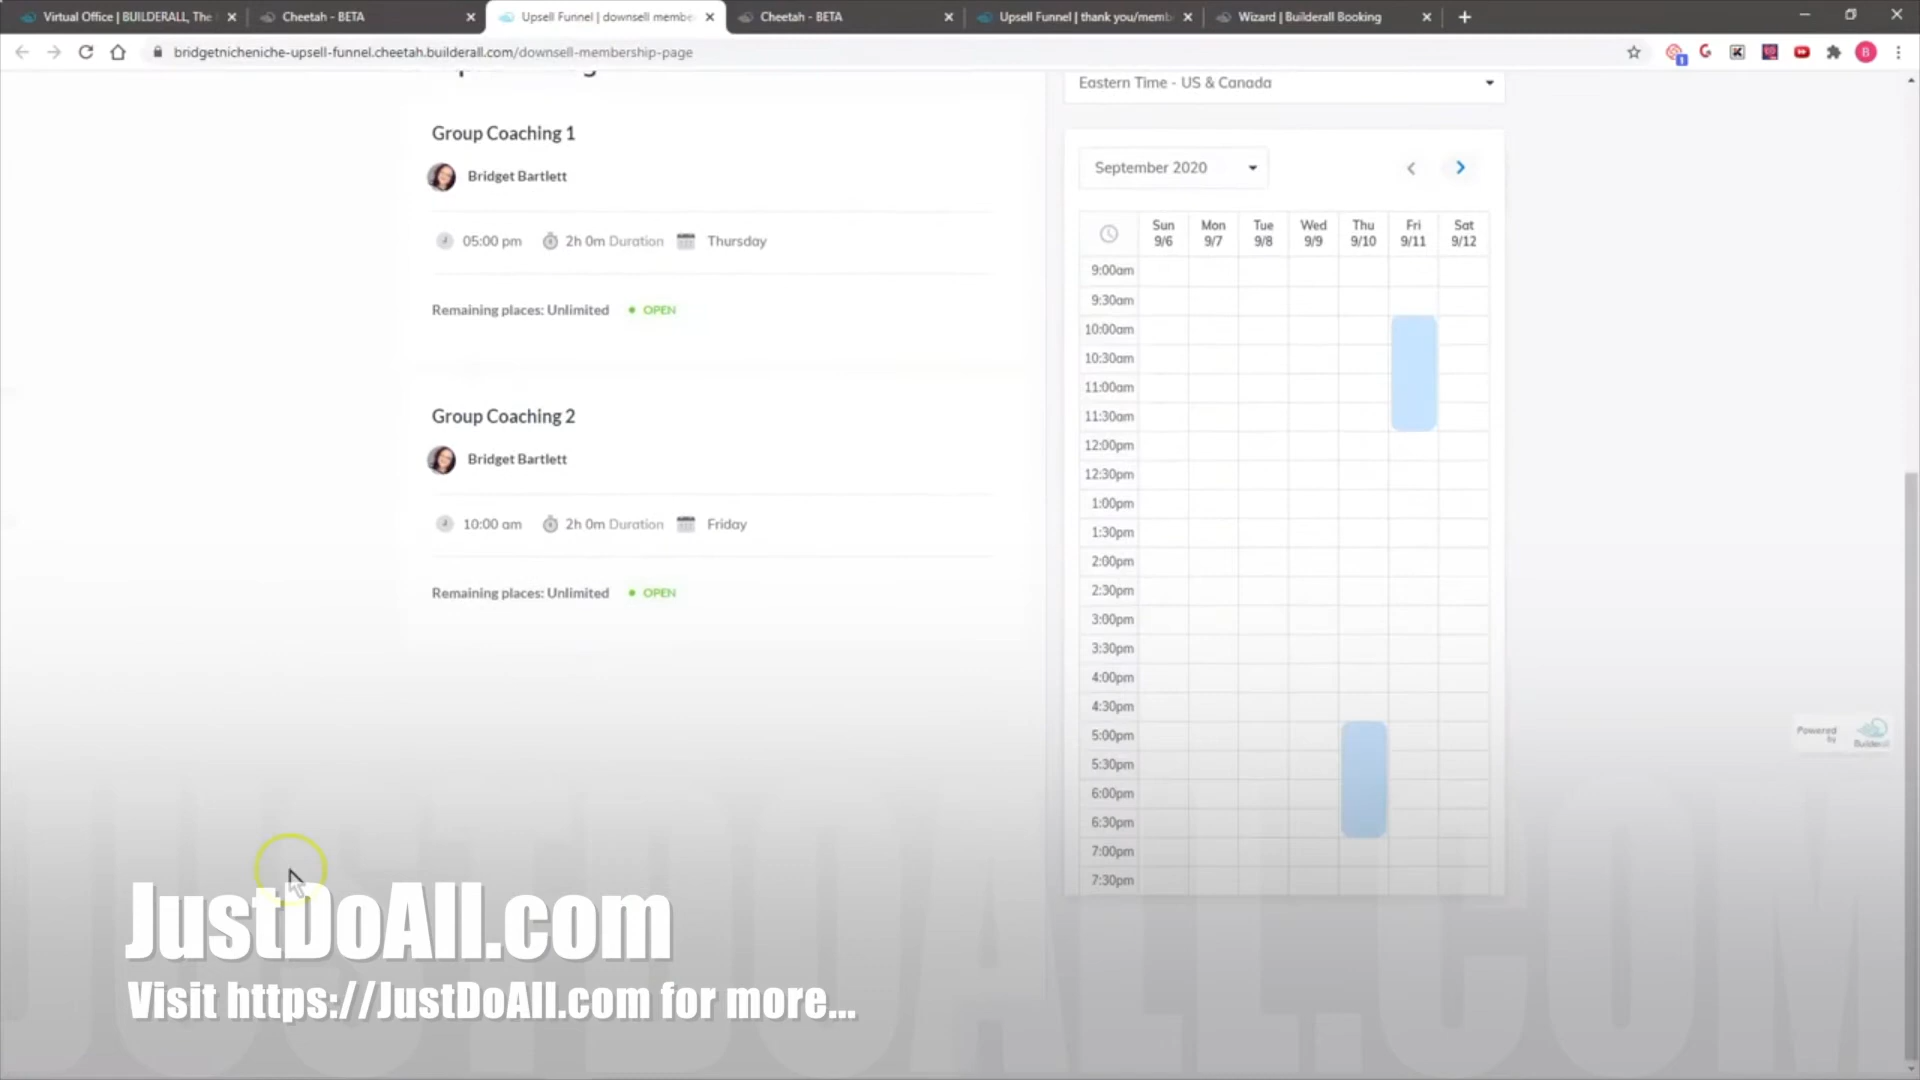 Virtual Office | BUILDERALL, The
Cheetah - BETA
Upsell Funnel | downsell membe
Cheetah - BETA
Upsell Funnel | thank you/memb
Wizard | Builderall Booking
bridgetnicheniche-upsell-funnel.cheetah.builderall.com/downsell-membership-page
B
Group Coaching 1
Bridget Bartlett
05:00 pm 2h 0m Duration Thursday
Remaining places: Unlimited OPEN
Group Coaching 2
Bridget Bartlett
10:00 am 2h 0m Duration Friday
Remaining places: Unlimited OPEN
Eastern Time - US & Canada
September 2020
Sun Mon Tue Wed Thu Fri Sat
9/6 9/7 9/8 9/9 9/10 9/11 9/12
9:00am
9:30am
10:00am
10:30am
11:00am
11:30am
12:00pm
12:30pm
1:00pm
1:30pm
2:00pm
2:30pm
3:00pm
3:30pm
4:00pm
4:30pm
5:00pm
5:30pm
6:00pm
6:30pm
7:00pm
7:30pm
Powered
by
Builderall
JustDoAll.com
Visit https://JustDoAll.com for more...
JUSTDOALL.COM